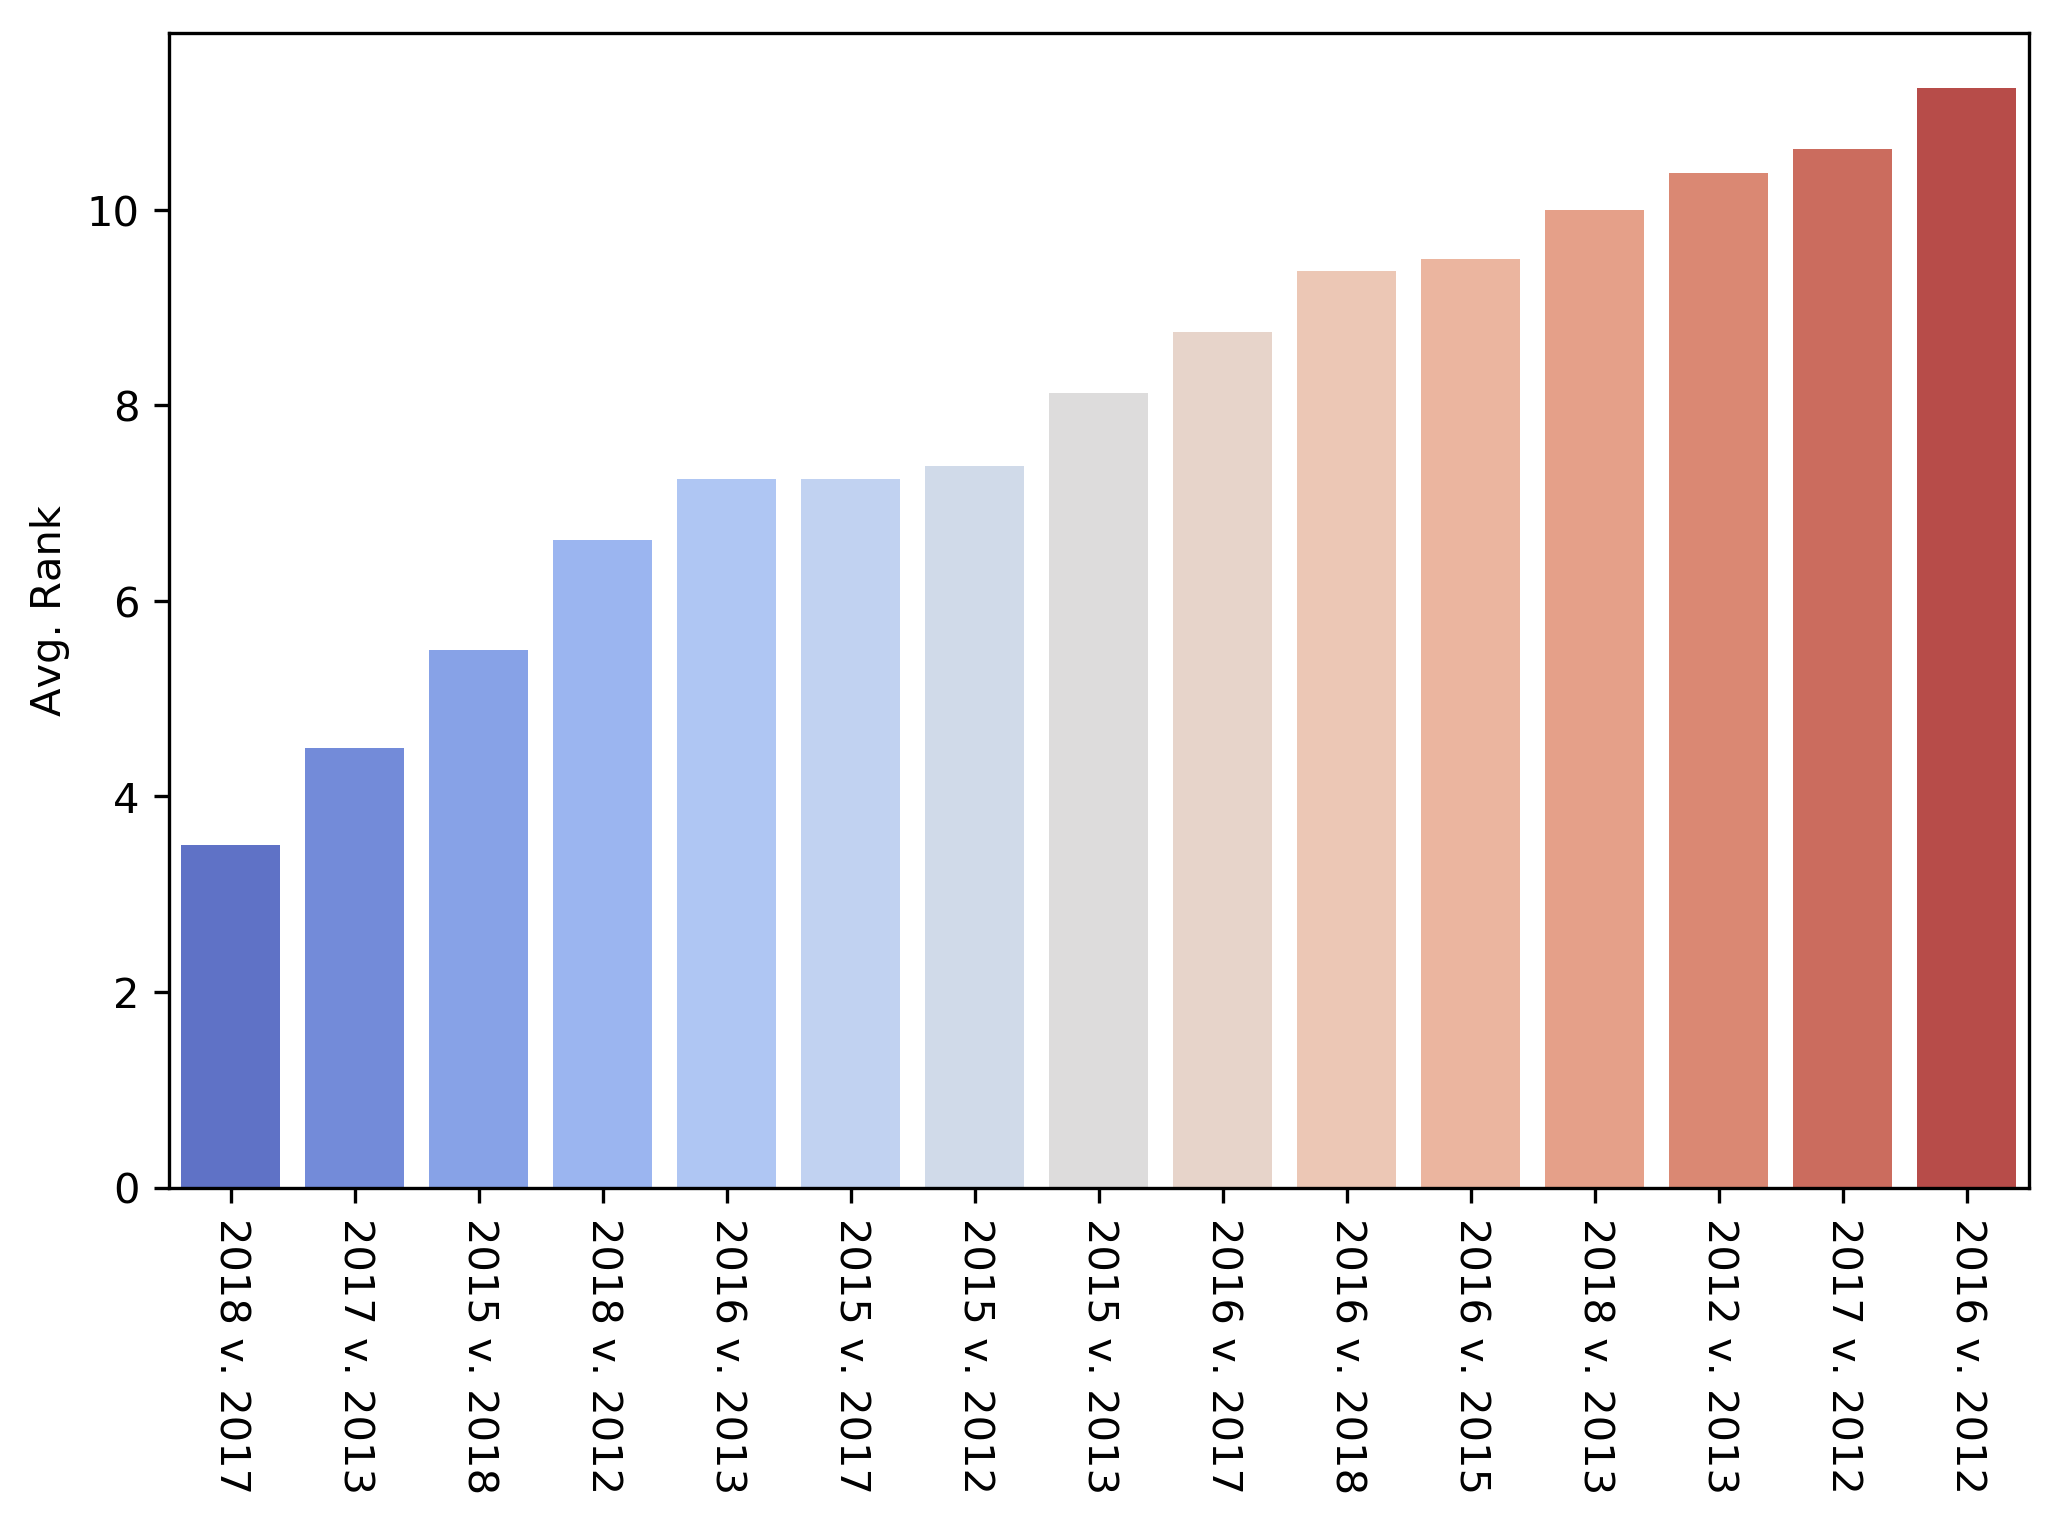 Avg. Rank
10
8
6
4
2
0
2018 v. 2017
2017 v. 2013
2015 v. 2018
2018 v. 2012
2016 v. 2013
2015 v. 2017
2015 v. 2012
2015 v. 2013
2016 v. 2017
2016 v. 2018
2016 v. 2015
2018 v. 2013
2012 v. 2013
2017 v. 2012
2016 v. 2012